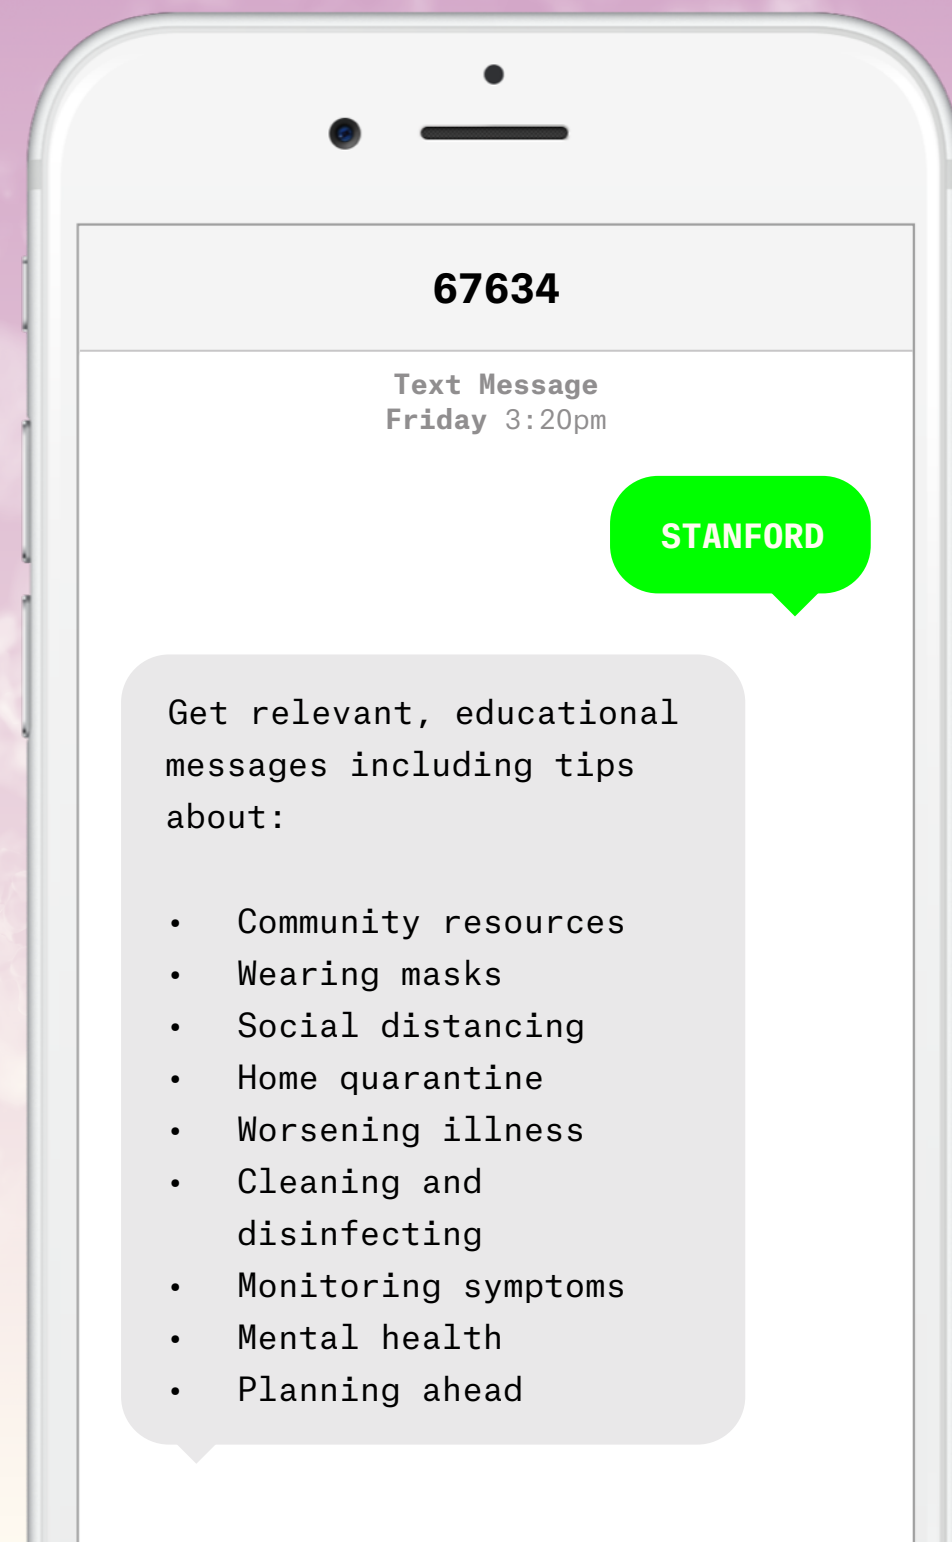 67634
Text Message
Friday 3:20pm
STANFORD
Get relevant, educational
messages including tips
about:
• Community resources
• Wearing masks
• Social distancing
• Home quarantine
• Worsening illness
• Cleaning and
disinfecting
• Monitoring symptoms
• Mental health
• Planning ahead